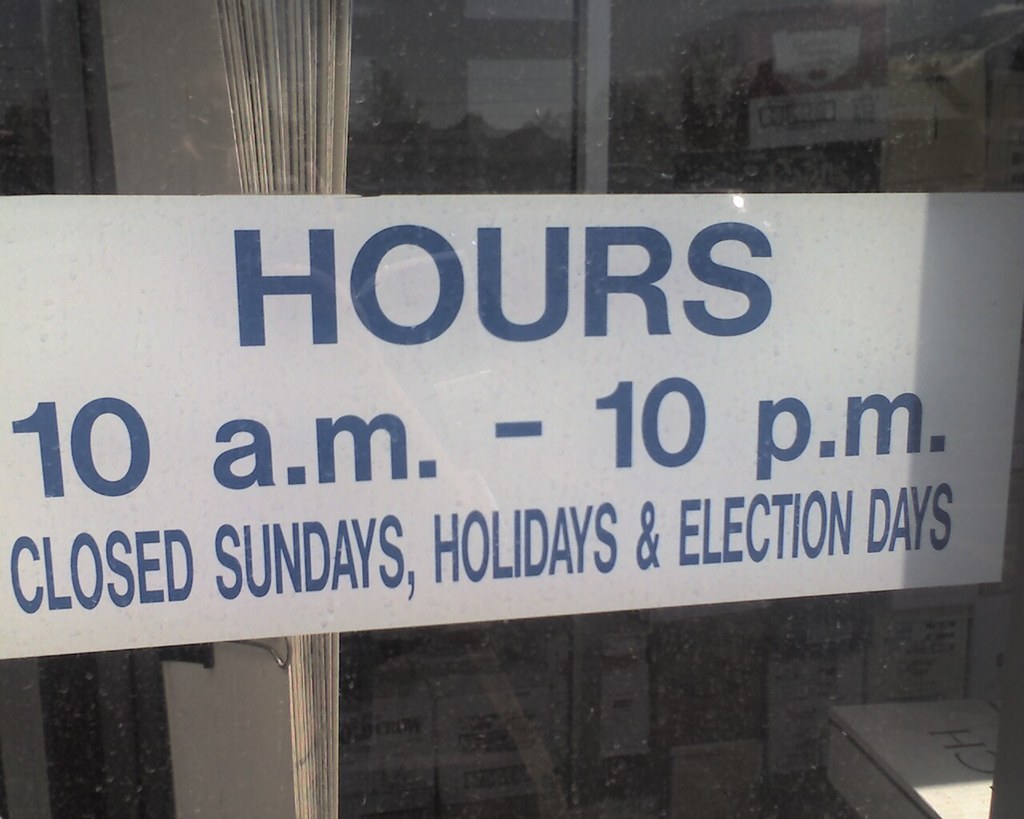 HOURS
10 a.m. - 10 p.m.
CLOSED SUNDAYS, HOLIDAYS & ELECTION DAYS